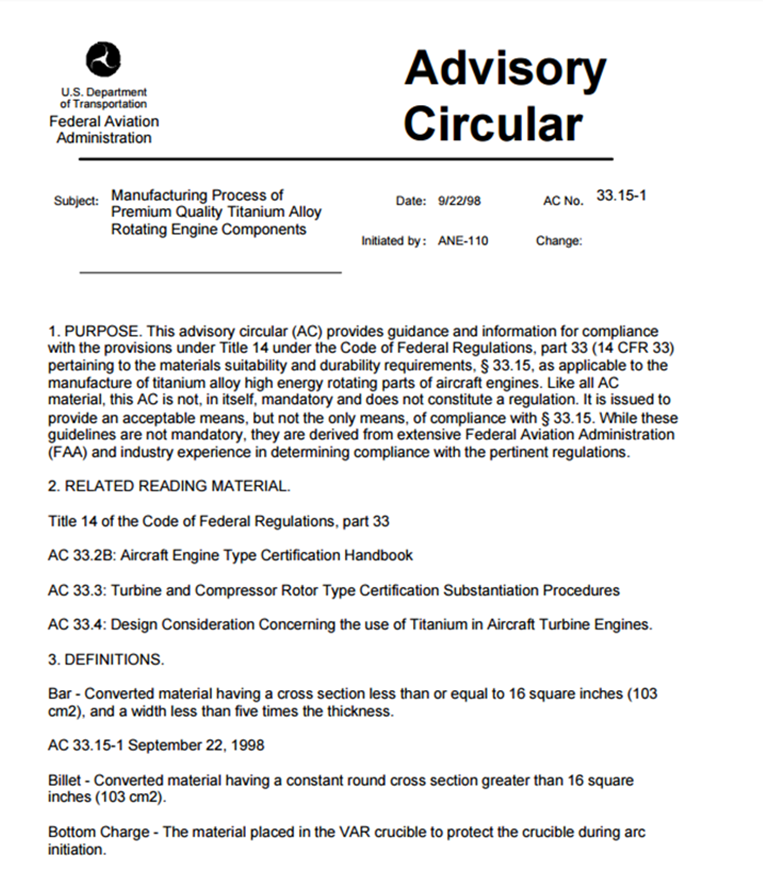 Advisory
Circular
U.S. Department
of Transportation
Federal Aviation
Administration
Subject: Manufacturing Process of
Premium Quality Titanium Alloy
Rotating Engine Components
Date: 9/22/98
AC No. 33.15-1
Initiated by: ANE-110
Change:
1. PURPOSE. This advisory circular (AC) provides guidance and information for compliance
with the provisions under Title 14 under the Code of Federal Regulations, part 33 (14 CFR 33)
pertaining to the materials suitability and durability requirements, § 33.15, as applicable to the
manufacture of titanium alloy high energy rotating parts of aircraft engines. Like all AC
material, this AC is not, in itself, mandatory and does not constitute a regulation. It is issued to
provide an acceptable means, but not the only means, of compliance with § 33.15. While these
guidelines are not mandatory, they are derived from extensive Federal Aviation Administration
(FAA) and industry experience in determining compliance with the pertinent regulations.
2. RELATED READING MATERIAL.
Title 14 of the Code of Federal Regulations, part 33
AC 33.2B: Aircraft Engine Type Certification Handbook
AC 33.3: Turbine and Compressor Rotor Type Certification Substantiation Procedures
AC 33.4: Design Consideration Concerning the use of Titanium in Aircraft Turbine Engines.
3. DEFINITIONS.
Bar - Converted material having a cross section less than or equal to 16 square inches (103
cm2), and a width less than five times the thickness.
AC 33.15-1 September 22, 1998
Billet - Converted material having a constant round cross section greater than 16 square
inches (103 cm2).
Bottom Charge - The material placed in the VAR crucible to protect the crucible during arc
initiation.